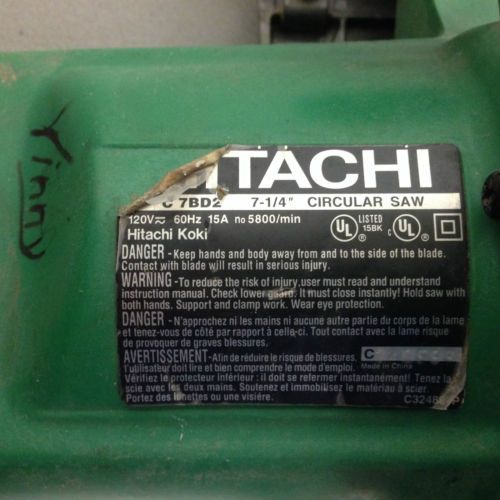 Yinny
HITACHI
C 7BD2 7-1/4" CIRCULAR SAW
120V 60Hz 15A no 5800/min
Hitachi Koki
UL LISTED 15BK
c UL
DANGER - Keep hands and body away from and to the side of the blade.
Contact with blade will result in serious injury.
WARNING - To reduce the risk of injury,user must read and understand
instruction manual. Check lower guard. It must close instantly! Hold saw with
both hands. Support and clamp work. Wear eye protection.
DANGER - N'approchez ni les mains ni aucune autre partie du corps de la lame
et tenez-vous de côté par rapport à celle-ci. Tout contact avec la lame risque
de provoquer de graves blessures.
AVERTISSEMENT - Afin de réduire le risque de blessures,
l'utilisateur doit lire et bien comprendre le mode d'emploi.
C
Made in China
Vérifiez le protecteur inférieur : il doit se refermer instantanément! Tenez la
scie avec les deux mains. Soutenez et immobilisez le matériau à scier.
Portez des lunettes ou une visière.